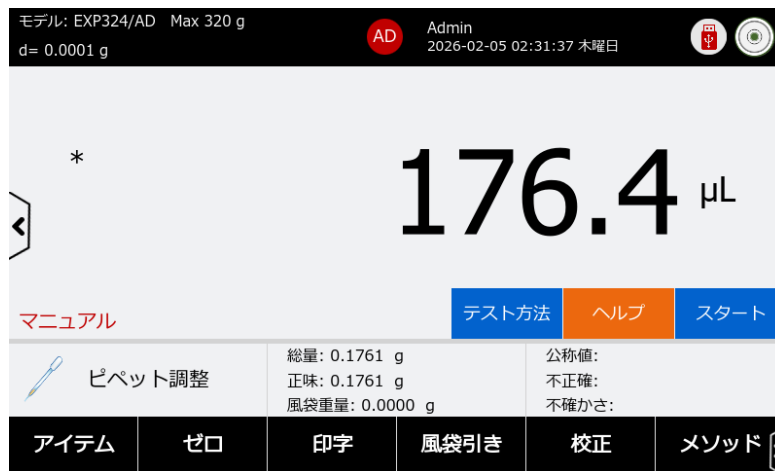 モデル: EXP324/AD Max 320 g
d= 0.0001 g
AD
Admin
2026-02-05 02:31:37 木曜日
*
176.4 µL
マニュアル
テスト方法
ヘルプ
スタート
ピペット調整
総量: 0.1761 g
正味: 0.1761 g
風袋重量: 0.0000 g
公称値:
不正確:
不確かさ:
アイテム
ゼロ
印字
風袋引き
校正
メソッド